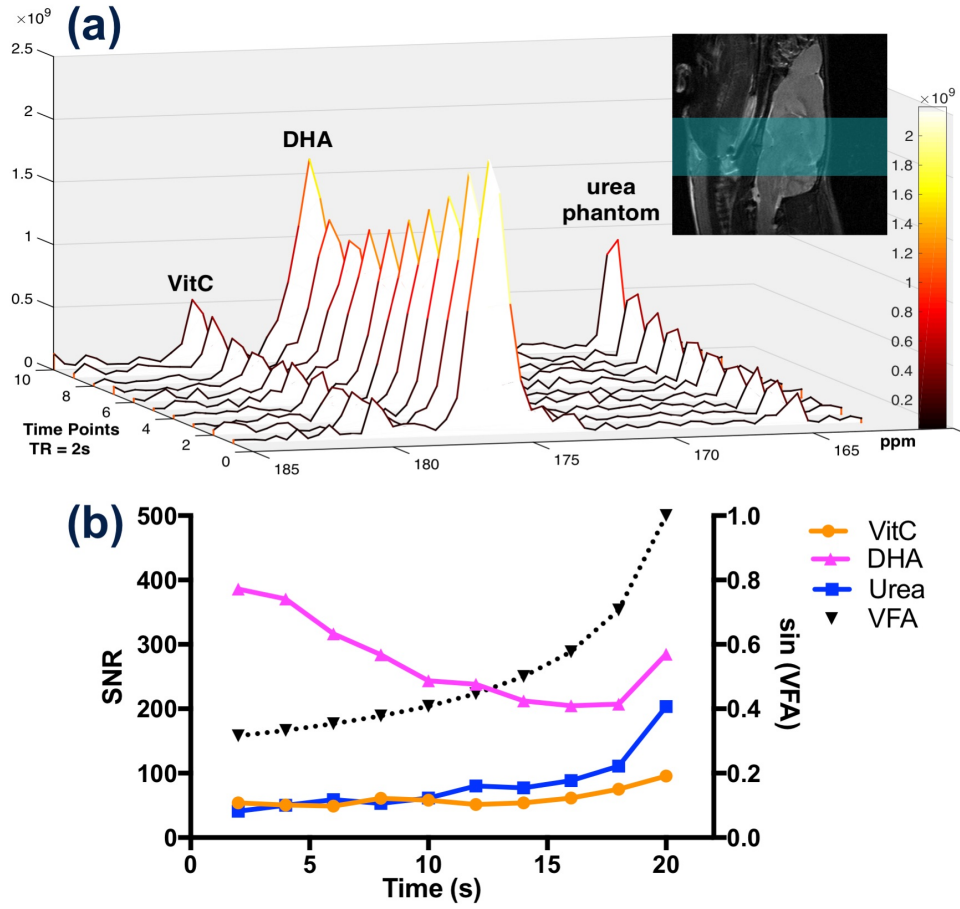 (a)
×10⁹
2.5
2
1.5
1
0.5
0
DHA
VitC
urea
phantom
×10⁹
2
1.8
1.6
1.4
1.2
1
0.8
0.6
0.4
0.2
10
8
6
4
2
0
Time Points
TR = 2s
185
180
175
170
165
ppm
(b)
500
400
300
200
100
0
SNR
1.0
0.8
0.6
0.4
0.2
0.0
sin (VFA)
0
5
10
15
20
Time (s)
VitC
DHA
Urea
VFA